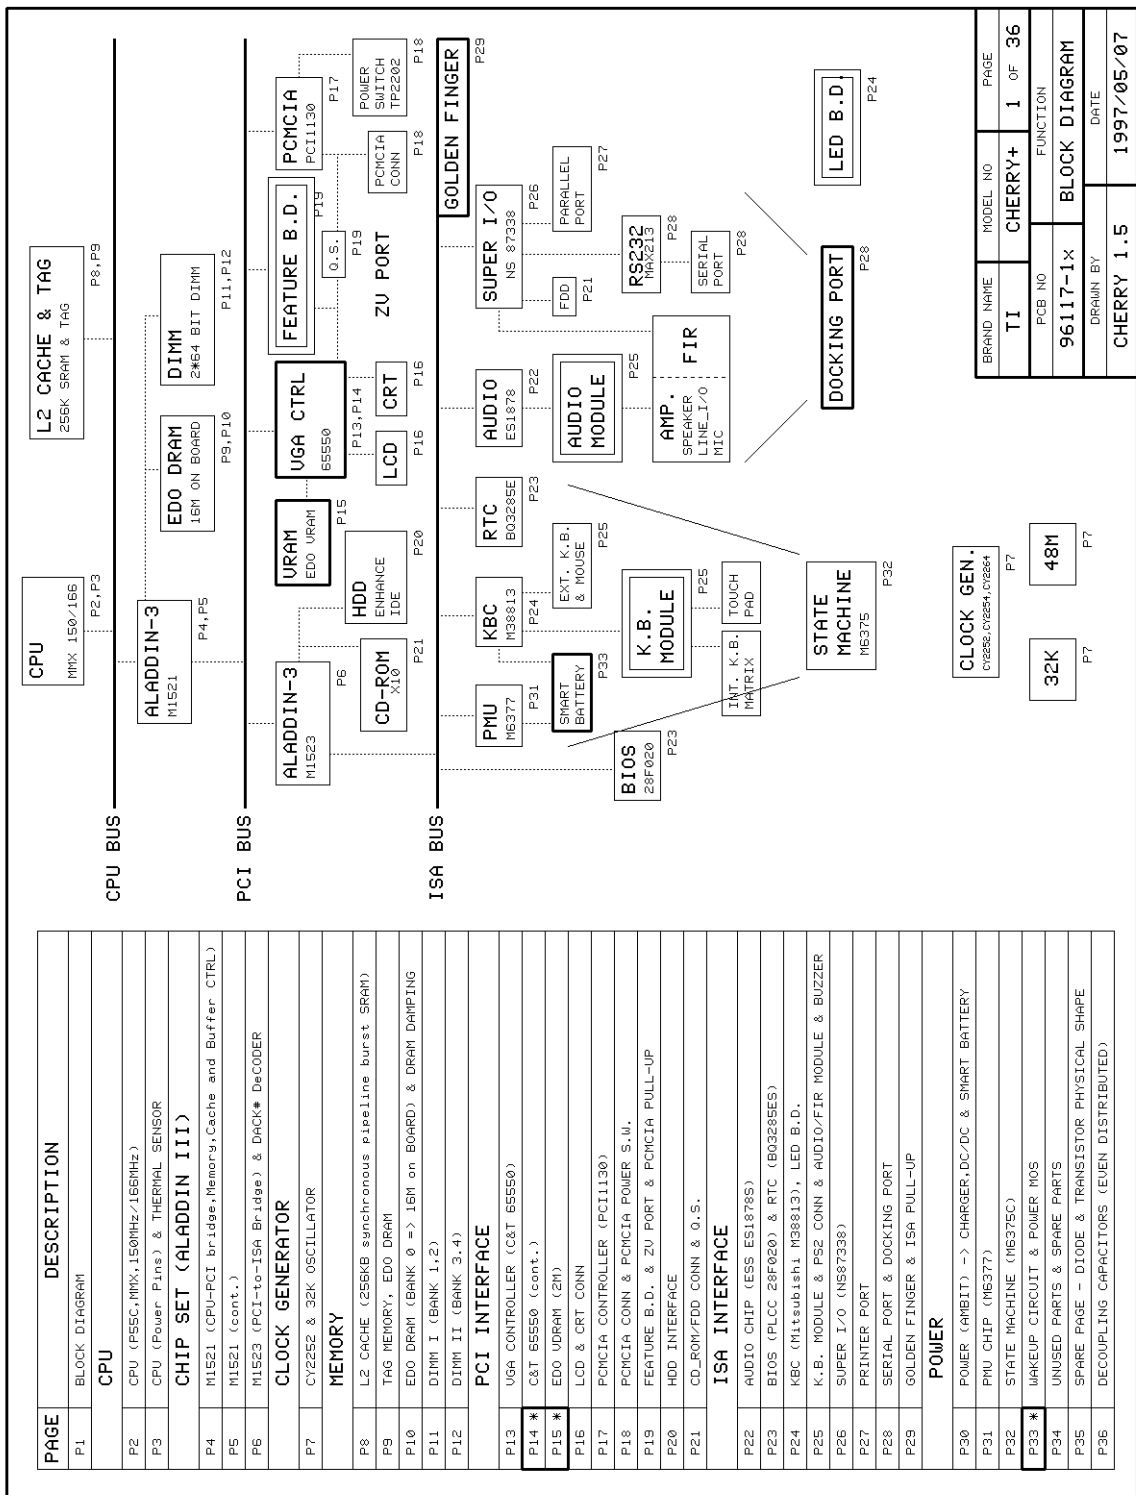 PAGE DESCRIPTION
P1 BLOCK DIAGRAM
CPU
P2 CPU (P55C,MMX,150MHz/166MHz)
P3 CPU (Power Pins) & THERMAL SENSOR
CHIP SET (ALADDIN III)
P4 M1521 (CPU-PCI bridge,Memory,Cache and Buffer CTRL)
P5 M1521 (cont.)
P6 M1523 (PCI-to-ISA Bridge) & DACK# DeCODER
CLOCK GENERATOR
P7 CY2252 & 32K OSCILLATOR
MEMORY
P8 L2 CACHE (256KB synchronous pipeline burst SRAM)
P9 TAG MEMORY, EDO DRAM
P10 EDO DRAM (BANK 0 => 16M on BOARD) & DRAM DAMPING
P11 DIMM I (BANK 1,2)
P12 DIMM II (BANK 3.4)
PCI INTERFACE
P13 VGA CONTROLLER (C&T 65550)
P14 * C&T 65550 (cont.)
P15 * EDO VDRAM (2M)
P16 LCD & CRT CONN
P17 PCMCIA CONTROLLER (PCI1130)
P18 PCMCIA CONN & PCMCIA POWER S.W.
P19 FEATURE B.D. & ZV PORT & PCMCIA PULL-UP
P20 HDD INTERFACE
P21 CD_ROM/FDD CONN & Q.S.
ISA INTERFACE
P22 AUDIO CHIP (ESS ES1878S)
P23 BIOS (PLCC 28F020) & RTC (BQ3285ES)
P24 KBC (Mitsubishi M38813), LED B.D.
P25 K.B. MODULE & PS2 CONN & AUDIO/FIR MODULE & BUZZER
P26 SUPER I/O (NS87338)
P27 PRINTER PORT
P28 SERIAL PORT & DOCKING PORT
P29 GOLDEN FINGER & ISA PULL-UP
POWER
P30 POWER (AMBIT) -> CHARGER,DC/DC & SMART BATTERY
P31 PMU CHIP (M6377)
P32 STATE MACHINE (M6375C)
P33 * WAKEUP CIRCUIT & POWER MOS
P34 UNUSED PARTS & SPARE PARTS
P35 SPARE PAGE - DIODE & TRANSISTOR PHYSICAL SHAPE
P36 DECOUPLING CAPACITORS (EVEN DISTRIBUTED)
CPU
MMX 150/166
P2,P3
L2 CACHE & TAG
256K SRAM & TAG
P8,P9
CPU BUS
ALADDIN-3
M1521
P4,P5
EDO DRAM
16M ON BOARD
P9,P10
DIMM
2*64 BIT DIMM
P11,P12
PCI BUS
ALADDIN-3
M1523
P6
HDD
ENHANCE
IDE
P20
CD-ROM
X10
P21
VRAM
EDO VRAM
P15
VGA CTRL
65550
P13,P14
LCD
P16
CRT
P16
FEATURE B.D.
P19
Q.S.
P19
ZV PORT
PCMCIA
PCI1130
P17
PCMCIA
CONN
P18
POWER
SWITCH
TP2202
P18
ISA BUS
GOLDEN FINGER
P29
PMU
M6377
P31
KBC
M38813
P24
RTC
BQ3285E
P23
AUDIO
ES1878
P22
SUPER I/O
NS 87338
P26
SMART
BATTERY
P33
EXT. K.B.
& MOUSE
P25
AUDIO
MODULE
P25
FDD
P21
PARALLEL
PORT
P27
BIOS
28F020
P23
K.B.
MODULE
P25
RS232
MAX213
P28
AMP.
SPEAKER
LINE_I/O
MIC
FIR
SERIAL
PORT
P28
INT. K.B.
MATRIX
TOUCH
PAD
STATE
MACHINE
M6375
P32
DOCKING PORT
P28
LED B.D.
P24
CLOCK GEN.
CY2252,CY2254,CY2264
P7
32K
P7
48M
P7
BRAND NAME MODEL NO PAGE
TI CHERRY+ 1 OF 36
PCB NO FUNCTION
96117-1x BLOCK DIAGRAM
DRAWN BY DATE
CHERRY 1.5 1997/05/07